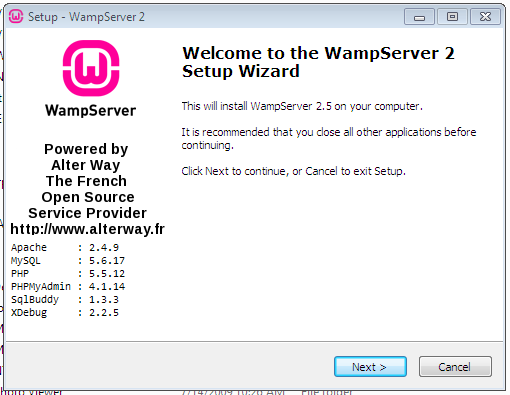 Setup - WampServer 2
WampServer
Powered by
Alter Way
The French
Open Source
Service Provider
http://www.alterway.fr
Apache : 2.4.9
MySQL : 5.6.17
PHP : 5.5.12
PHPMyAdmin : 4.1.14
SqlBuddy : 1.3.3
XDebug : 2.2.5
Welcome to the WampServer 2
Setup Wizard
This will install WampServer 2.5 on your computer.
It is recommended that you close all other applications before
continuing.
Click Next to continue, or Cancel to exit Setup.
Next >
Cancel
Viewer
7/14/2009 10:26 AM File folder